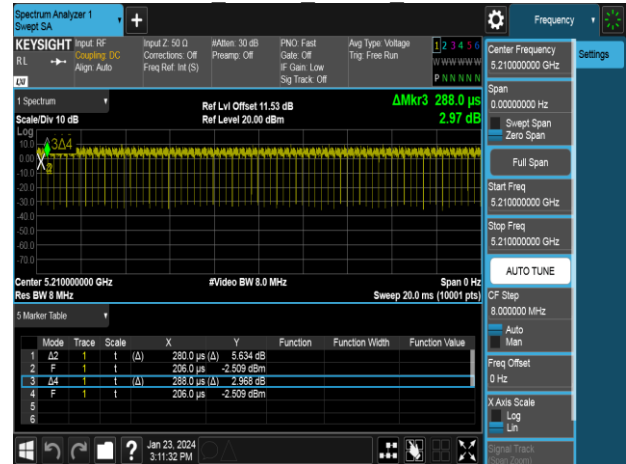 Spectrum Analyzer 1
Swept SA
Frequency
KEYSIGHT
Input: RF
Input Z: 50 Ω
#Atten: 30 dB
PNO: Fast
Avg Type: Voltage
1 2 3 4 5 6
RL
Coupling: DC
Corrections: Off
Preamp: Off
Gate: Off
Trig: Free Run
W W W W W W
Align: Auto
Freq Ref: Int (S)
IF Gain: Low
Sig Track: Off
P N N N N N
LXI
1 Spectrum
Ref Lvl Offset 11.53 dB
ΔMkr3 288.0 µs
Scale/Div 10 dB
Ref Level 20.00 dBm
2.97 dB
Log
10.0
3Δ4
0.00
X
-10.0
-20.0
-30.0
-40.0
-50.0
-60.0
-70.0
Center 5.210000000 GHz
#Video BW 8.0 MHz
Span 0 Hz
Res BW 8 MHz
Sweep 20.0 ms (10001 pts)
5 Marker Table
Mode Trace Scale X Y Function Function Width Function Value
1 Δ2 1 t (Δ) 280.0 µs (Δ) 5.634 dB
2 F 1 t 206.0 µs -2.509 dBm
3 Δ4 1 t (Δ) 288.0 µs (Δ) 2.968 dB
4 F 1 t 206.0 µs -2.509 dBm
5
6
?
Jan 23, 2024
3:11:32 PM
Settings
Center Frequency
5.210000000 GHz
Span
0.00000000 Hz
Swept Span
Zero Span
Full Span
Start Freq
5.210000000 GHz
Stop Freq
5.210000000 GHz
AUTO TUNE
CF Step
8.000000 MHz
Auto
Man
Freq Offset
0 Hz
X Axis Scale
Log
Lin
Signal Track
(Span Zoom)